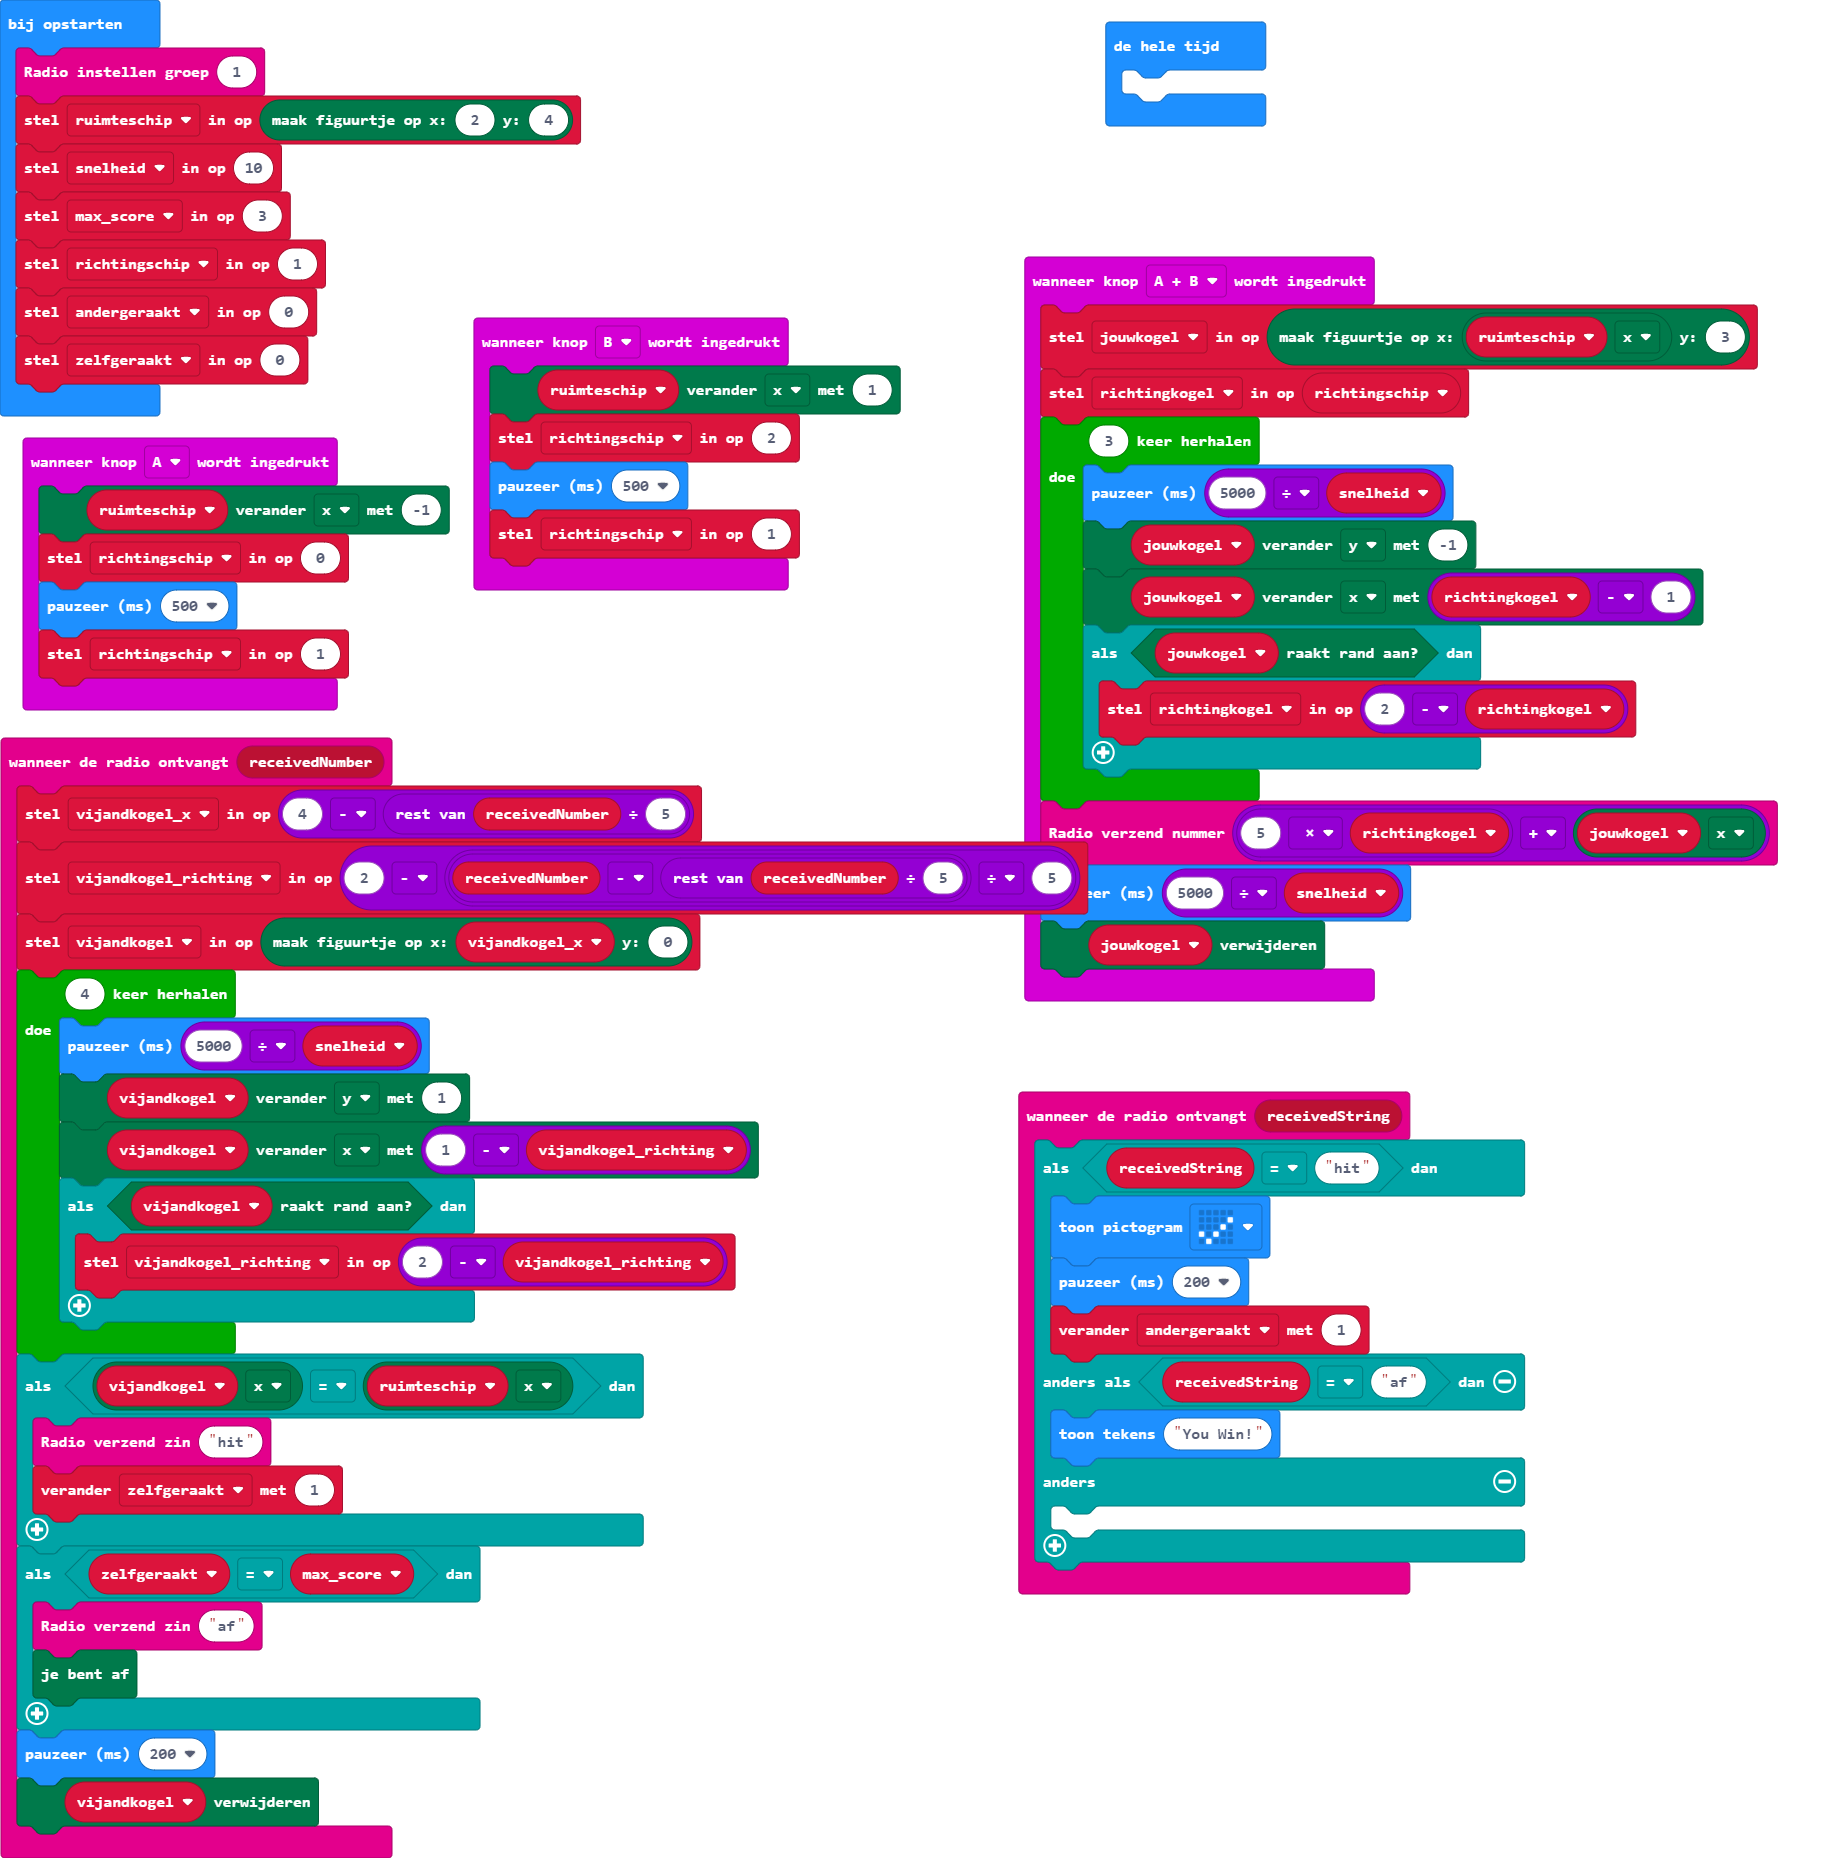 bij opstarten
Radio instellen groep 1
stel ruimteschip in op maak figuurtje op x: 2 y: 4
stel snelheid in op 10
stel max_score in op 3
stel richtingschip in op 1
stel andergeraakt in op 0
stel zelfgeraakt in op 0
de hele tijd
wanneer knop B wordt ingedrukt
ruimteschip verander x met 1
stel richtingschip in op 2
pauzeer (ms) 500
stel richtingschip in op 1
wanneer knop A wordt ingedrukt
ruimteschip verander x met -1
stel richtingschip in op 0
pauzeer (ms) 500
stel richtingschip in op 1
wanneer knop A + B wordt ingedrukt
stel jouwkogel in op maak figuurtje op x: ruimteschip x y: 3
stel richtingkogel in op richtingschip
3 keer herhalen
doe
pauzeer (ms) 5000 ÷ snelheid
jouwkogel verander y met -1
jouwkogel verander x met richtingkogel - 1
als jouwkogel raakt rand aan? dan
stel richtingkogel in op 2 - richtingkogel
Radio verzend nummer 5 × richtingkogel + jouwkogel x
eer (ms) 5000 ÷ snelheid
jouwkogel verwijderen
wanneer de radio ontvangt receivedNumber
stel vijandkogel_x in op 4 - rest van receivedNumber ÷ 5
stel vijandkogel_richting in op 2 - receivedNumber - rest van receivedNumber ÷ 5 ÷ 5
stel vijandkogel in op maak figuurtje op x: vijandkogel_x y: 0
4 keer herhalen
doe
pauzeer (ms) 5000 ÷ snelheid
vijandkogel verander y met 1
vijandkogel verander x met 1 - vijandkogel_richting
als vijandkogel raakt rand aan? dan
stel vijandkogel_richting in op 2 - vijandkogel_richting
als vijandkogel x = ruimteschip x dan
Radio verzend zin "hit"
verander zelfgeraakt met 1
als zelfgeraakt = max_score dan
Radio verzend zin "af"
je bent af
pauzeer (ms) 200
vijandkogel verwijderen
wanneer de radio ontvangt receivedString
als receivedString = "hit" dan
toon pictogram
pauzeer (ms) 200
verander andergeraakt met 1
anders als receivedString = "af" dan
toon tekens "You Win!"
anders